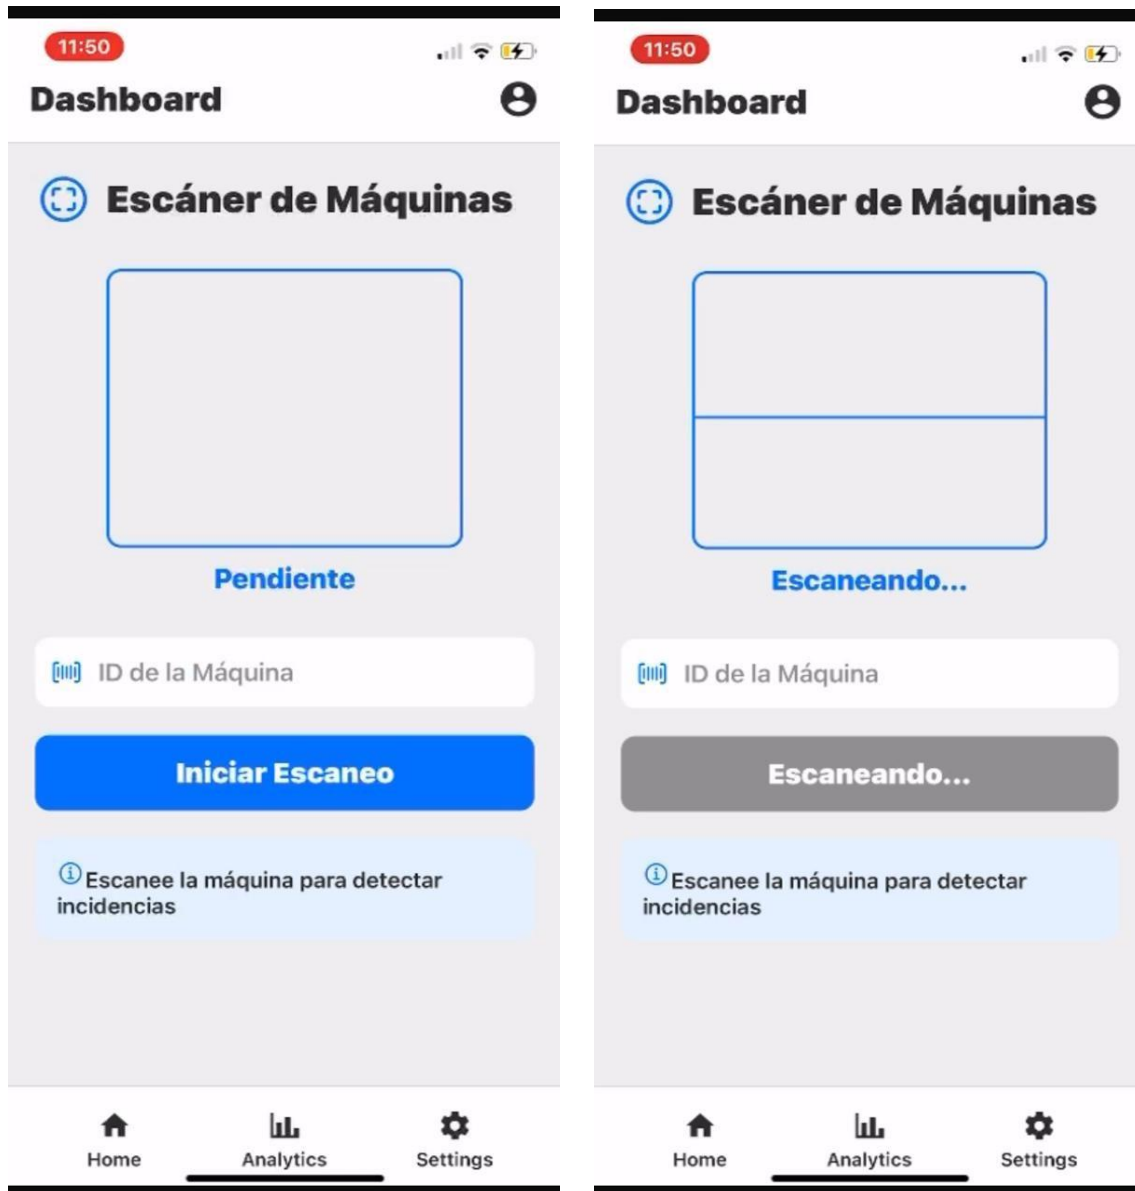 11:50
Dashboard
Escáner de Máquinas
Pendiente
ID de la Máquina
Iniciar Escaneo
Escanee la máquina para detectar
incidencias
Home
Analytics
Settings
11:50
Dashboard
Escáner de Máquinas
Escaneando...
ID de la Máquina
Escaneando...
Escanee la máquina para detectar
incidencias
Home
Analytics
Settings